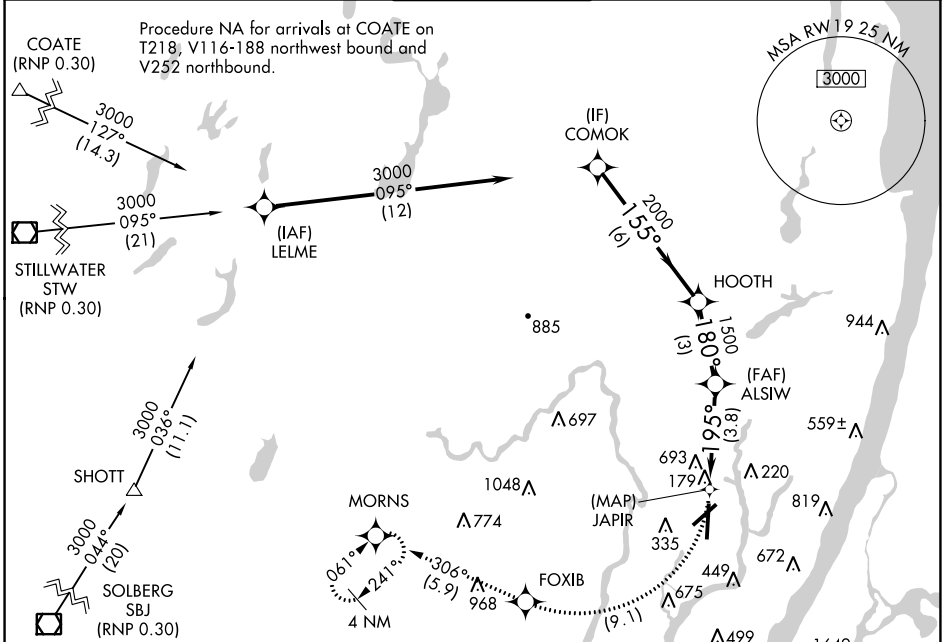 Procedure NA for arrivals at COATE on
T218, V116-188 northwest bound and
V252 northbound.
COATE
(RNP 0.30)
3000
127°
(14.3)
MSA RW19 25 NM
3000
(IF)
COMOK
3000
095°
(21)
STILLWATER
STW
(RNP 0.30)
(IAF)
LELME
3000
095°
(12)
2000
155°
(6)
HOOTH
1500
180°
(3)
885
944
(FAF)
ALSIW
195°
(3.8)
697
559±
3000
036°
(11.1)
SHOTT
693
179
220
1048
(MAP)
JAPIR
819
MORNS
774
335
3000
044°
(20)
061°
241°
4 NM
306°
(5.9)
968
FOXIB
(9.1)
672
449
675
SOLBERG
SBJ
(RNP 0.30)
499